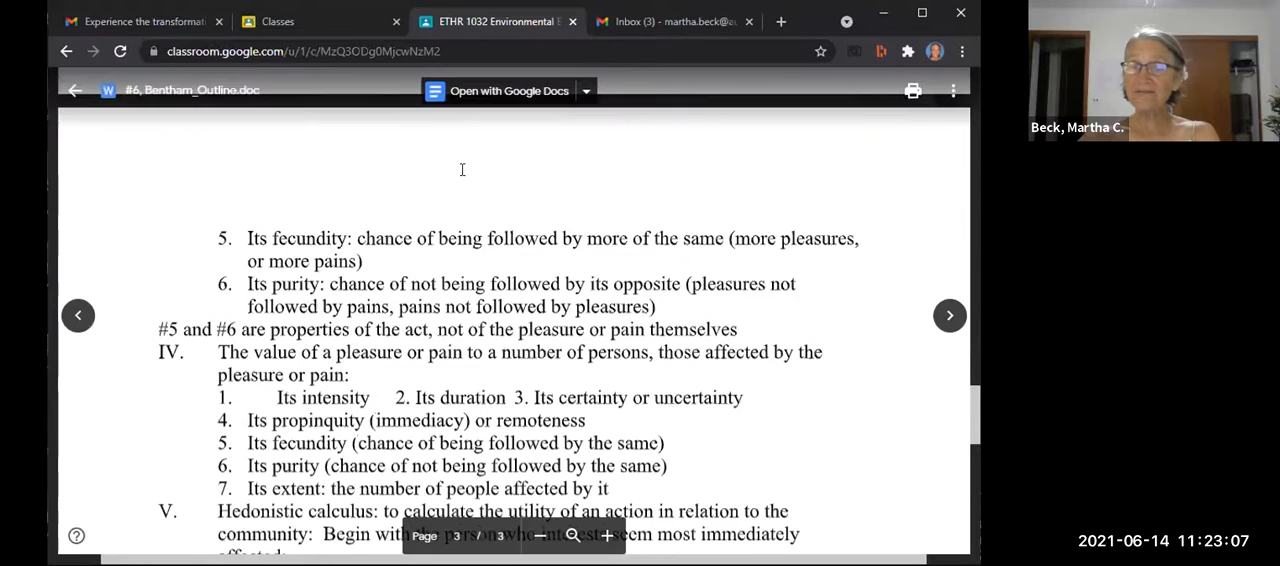 Experience the transformati
Classes
ETHR 1032 Environmental E
Inbox (3) - martha.beck@
classroom.google.com/u/1/c/MzQ3ODg0MjcwNzM2
#6, Bentham_Outline.doc
Open with Google Docs
Beck, Martha C.
5. Its fecundity: chance of being followed by more of the same (more pleasures,
or more pains)
6. Its purity: chance of not being followed by its opposite (pleasures not
followed by pains, pains not followed by pleasures)
#5 and #6 are properties of the act, not of the pleasure or pain themselves
IV. The value of a pleasure or pain to a number of persons, those affected by the
pleasure or pain:
1. Its intensity 2. Its duration 3. Its certainty or uncertainty
4. Its propinquity (immediacy) or remoteness
5. Its fecundity (chance of being followed by the same)
6. Its purity (chance of not being followed by the same)
7. Its extent: the number of people affected by it
V. Hedonistic calculus: to calculate the utility of an action in relation to the
community: Begin with the person who interests seem most immediately
affected:
Page 3 / 3
2021-06-14 11:23:07